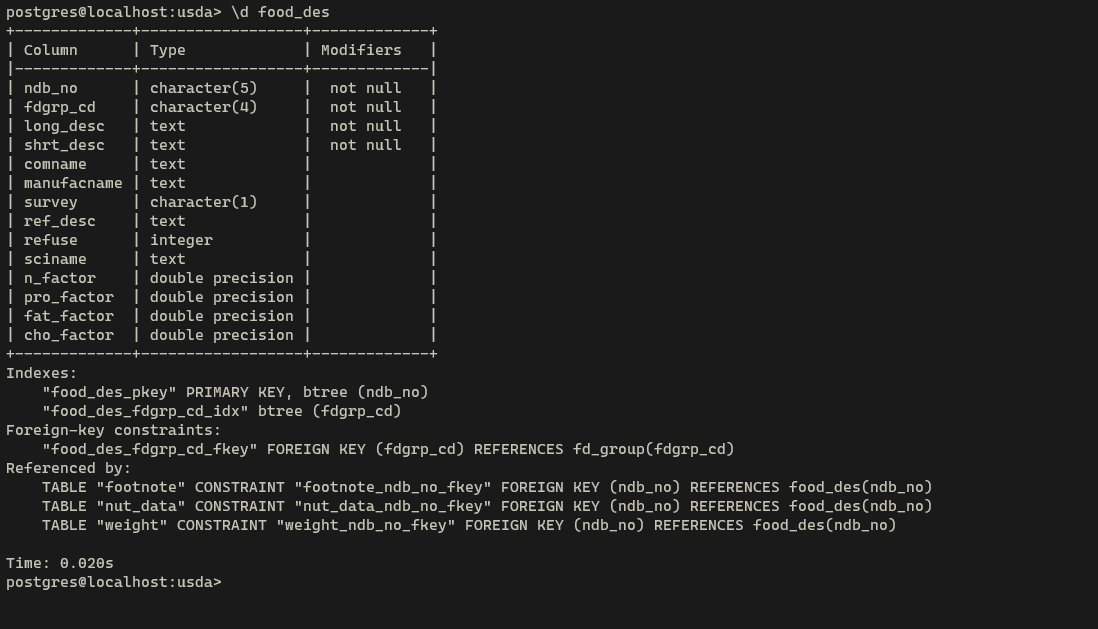 postgres@localhost:usda> \d food_des
+-------------+------------------+-------------+
| Column      | Type             | Modifiers   |
|-------------+------------------+-------------|
| ndb_no      | character(5)     |  not null   |
| fdgrp_cd    | character(4)     |  not null   |
| long_desc   | text             |  not null   |
| shrt_desc   | text             |  not null   |
| comname     | text             |             |
| manufacname | text             |             |
| survey      | character(1)     |             |
| ref_desc    | text             |             |
| refuse      | integer          |             |
| sciname     | text             |             |
| n_factor    | double precision |             |
| pro_factor  | double precision |             |
| fat_factor  | double precision |             |
| cho_factor  | double precision |             |
+-------------+------------------+-------------+
Indexes:
    "food_des_pkey" PRIMARY KEY, btree (ndb_no)
    "food_des_fdgrp_cd_idx" btree (fdgrp_cd)
Foreign-key constraints:
    "food_des_fdgrp_cd_fkey" FOREIGN KEY (fdgrp_cd) REFERENCES fd_group(fdgrp_cd)
Referenced by:
    TABLE "footnote" CONSTRAINT "footnote_ndb_no_fkey" FOREIGN KEY (ndb_no) REFERENCES food_des(ndb_no)
    TABLE "nut_data" CONSTRAINT "nut_data_ndb_no_fkey" FOREIGN KEY (ndb_no) REFERENCES food_des(ndb_no)
    TABLE "weight" CONSTRAINT "weight_ndb_no_fkey" FOREIGN KEY (ndb_no) REFERENCES food_des(ndb_no)

Time: 0.020s
postgres@localhost:usda>